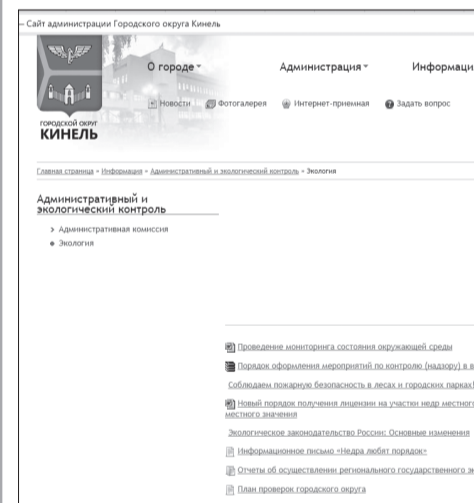 – Сайт администрации Городского округа Кинель
О городе
Администрация
Информаци
Новости
Фотогалерея
Интернет-приемная
Задать вопрос
ГОРОДСКОЙ ОКРУГ
КИНЕЛЬ
Главная страница » Информация » Административный и экологический контроль » Экология
Административный и
экологический контроль
Административная комиссия
Экология
Проведение мониторинга состояния окружающей среды
Порядок оформления мероприятий по контролю (надзору) в в
Соблюдаем пожарную безопасность в лесах и городских парках!
Новый порядок получения лицензии на участки недр местног
местного значения
Экологическое законодательство России: Основные изменения
Информационное письмо «Недра любят порядок»
Отчеты об осуществлении регионального государственного эк
План проверок городского округа